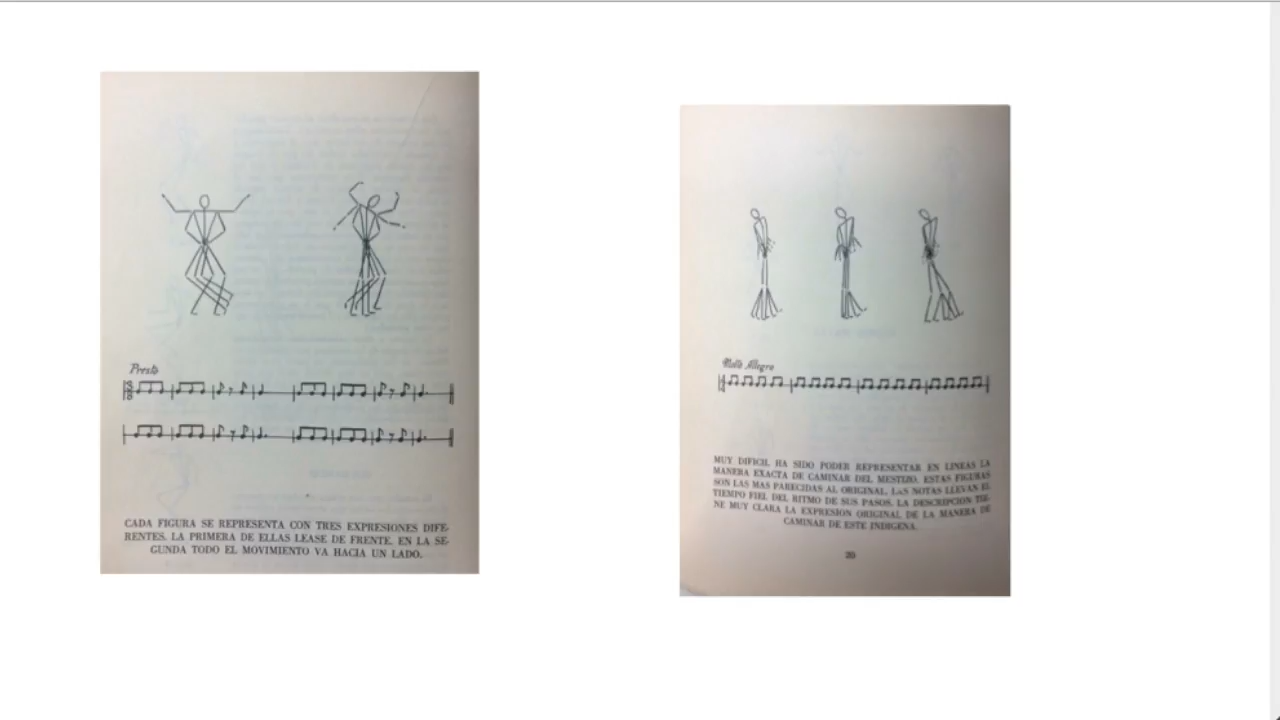 Presto
CADA FIGURA SE REPRESENTA CON TRES EXPRESIONES DIFE-
RENTES. LA PRIMERA DE ELLAS LEASE DE FRENTE. EN LA SE-
GUNDA TODO EL MOVIMIENTO VA HACIA UN LADO.
Molto Allegro
MUY DIFICIL HA SIDO PODER REPRESENTAR EN LINEAS LA
MANERA EXACTA DE CAMINAR DEL MESTIZO. ESTAS FIGURAS
SON LAS MAS PARECIDAS AL ORIGINAL. LAS NOTAS LLEVAN EL
TIEMPO FIEL DEL RITMO DE SUS PASOS. LA DESCRIPCION TIE-
NE MUY CLARA LA EXPRESION ORIGINAL DE LA MANERA DE
CAMINAR DE ESTE INDIGENA.
20